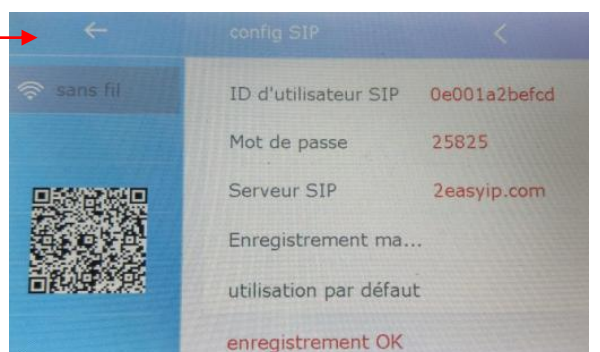 config SIP
sans fil
ID d'utilisateur SIP 0e001a2befcd
Mot de passe 25825
Serveur SIP 2easyip.com
Enregistrement ma...
utilisation par défaut
enregistrement OK